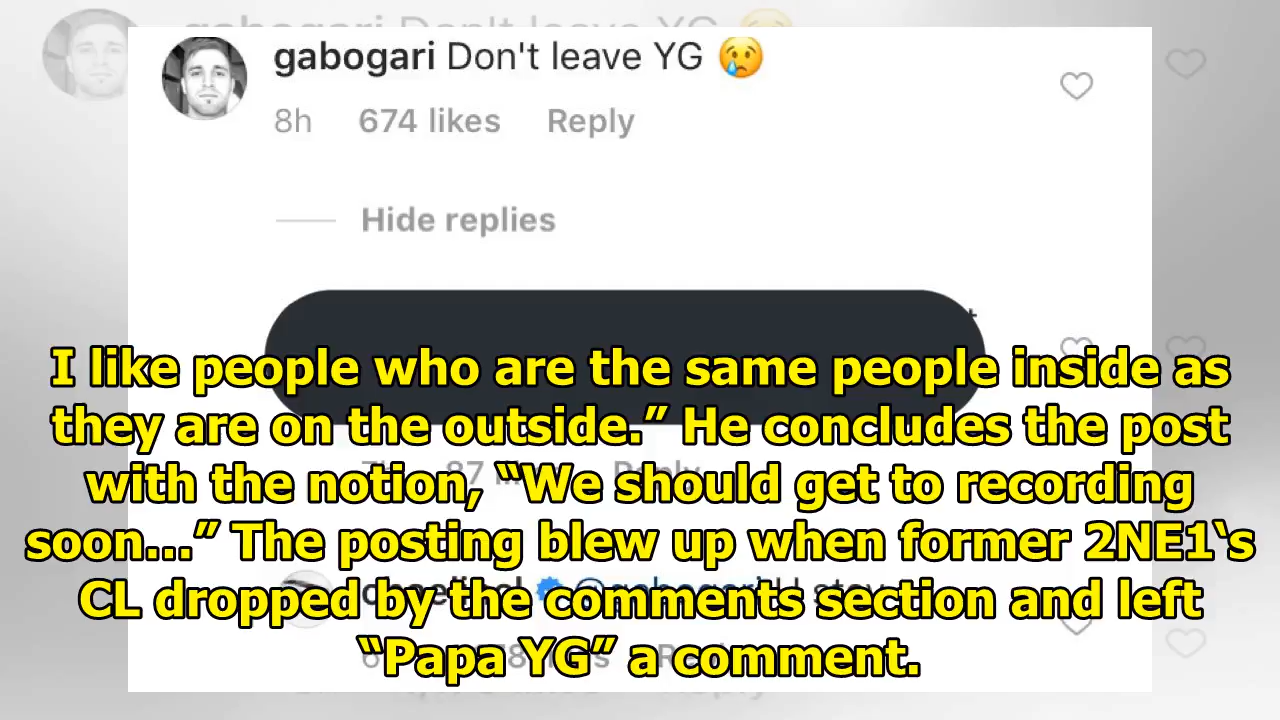 gabogari Don't leave YG 😢
8h 674 likes Reply
Hide replies
I like people who are the same people inside as
they are on the outside.” He concludes the post
with the notion, “We should get to recording
soon...” The posting blew up when former 2NE1‘s
CL dropped by the comments section and left
“Papa YG” a comment.